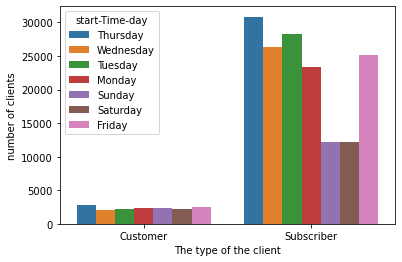 start-Time-day
Thursday
Wednesday
Tuesday
Monday
Sunday
Saturday
Friday
number of clients
30000
25000
20000
15000
10000
5000
0
Customer
Subscriber
The type of the client